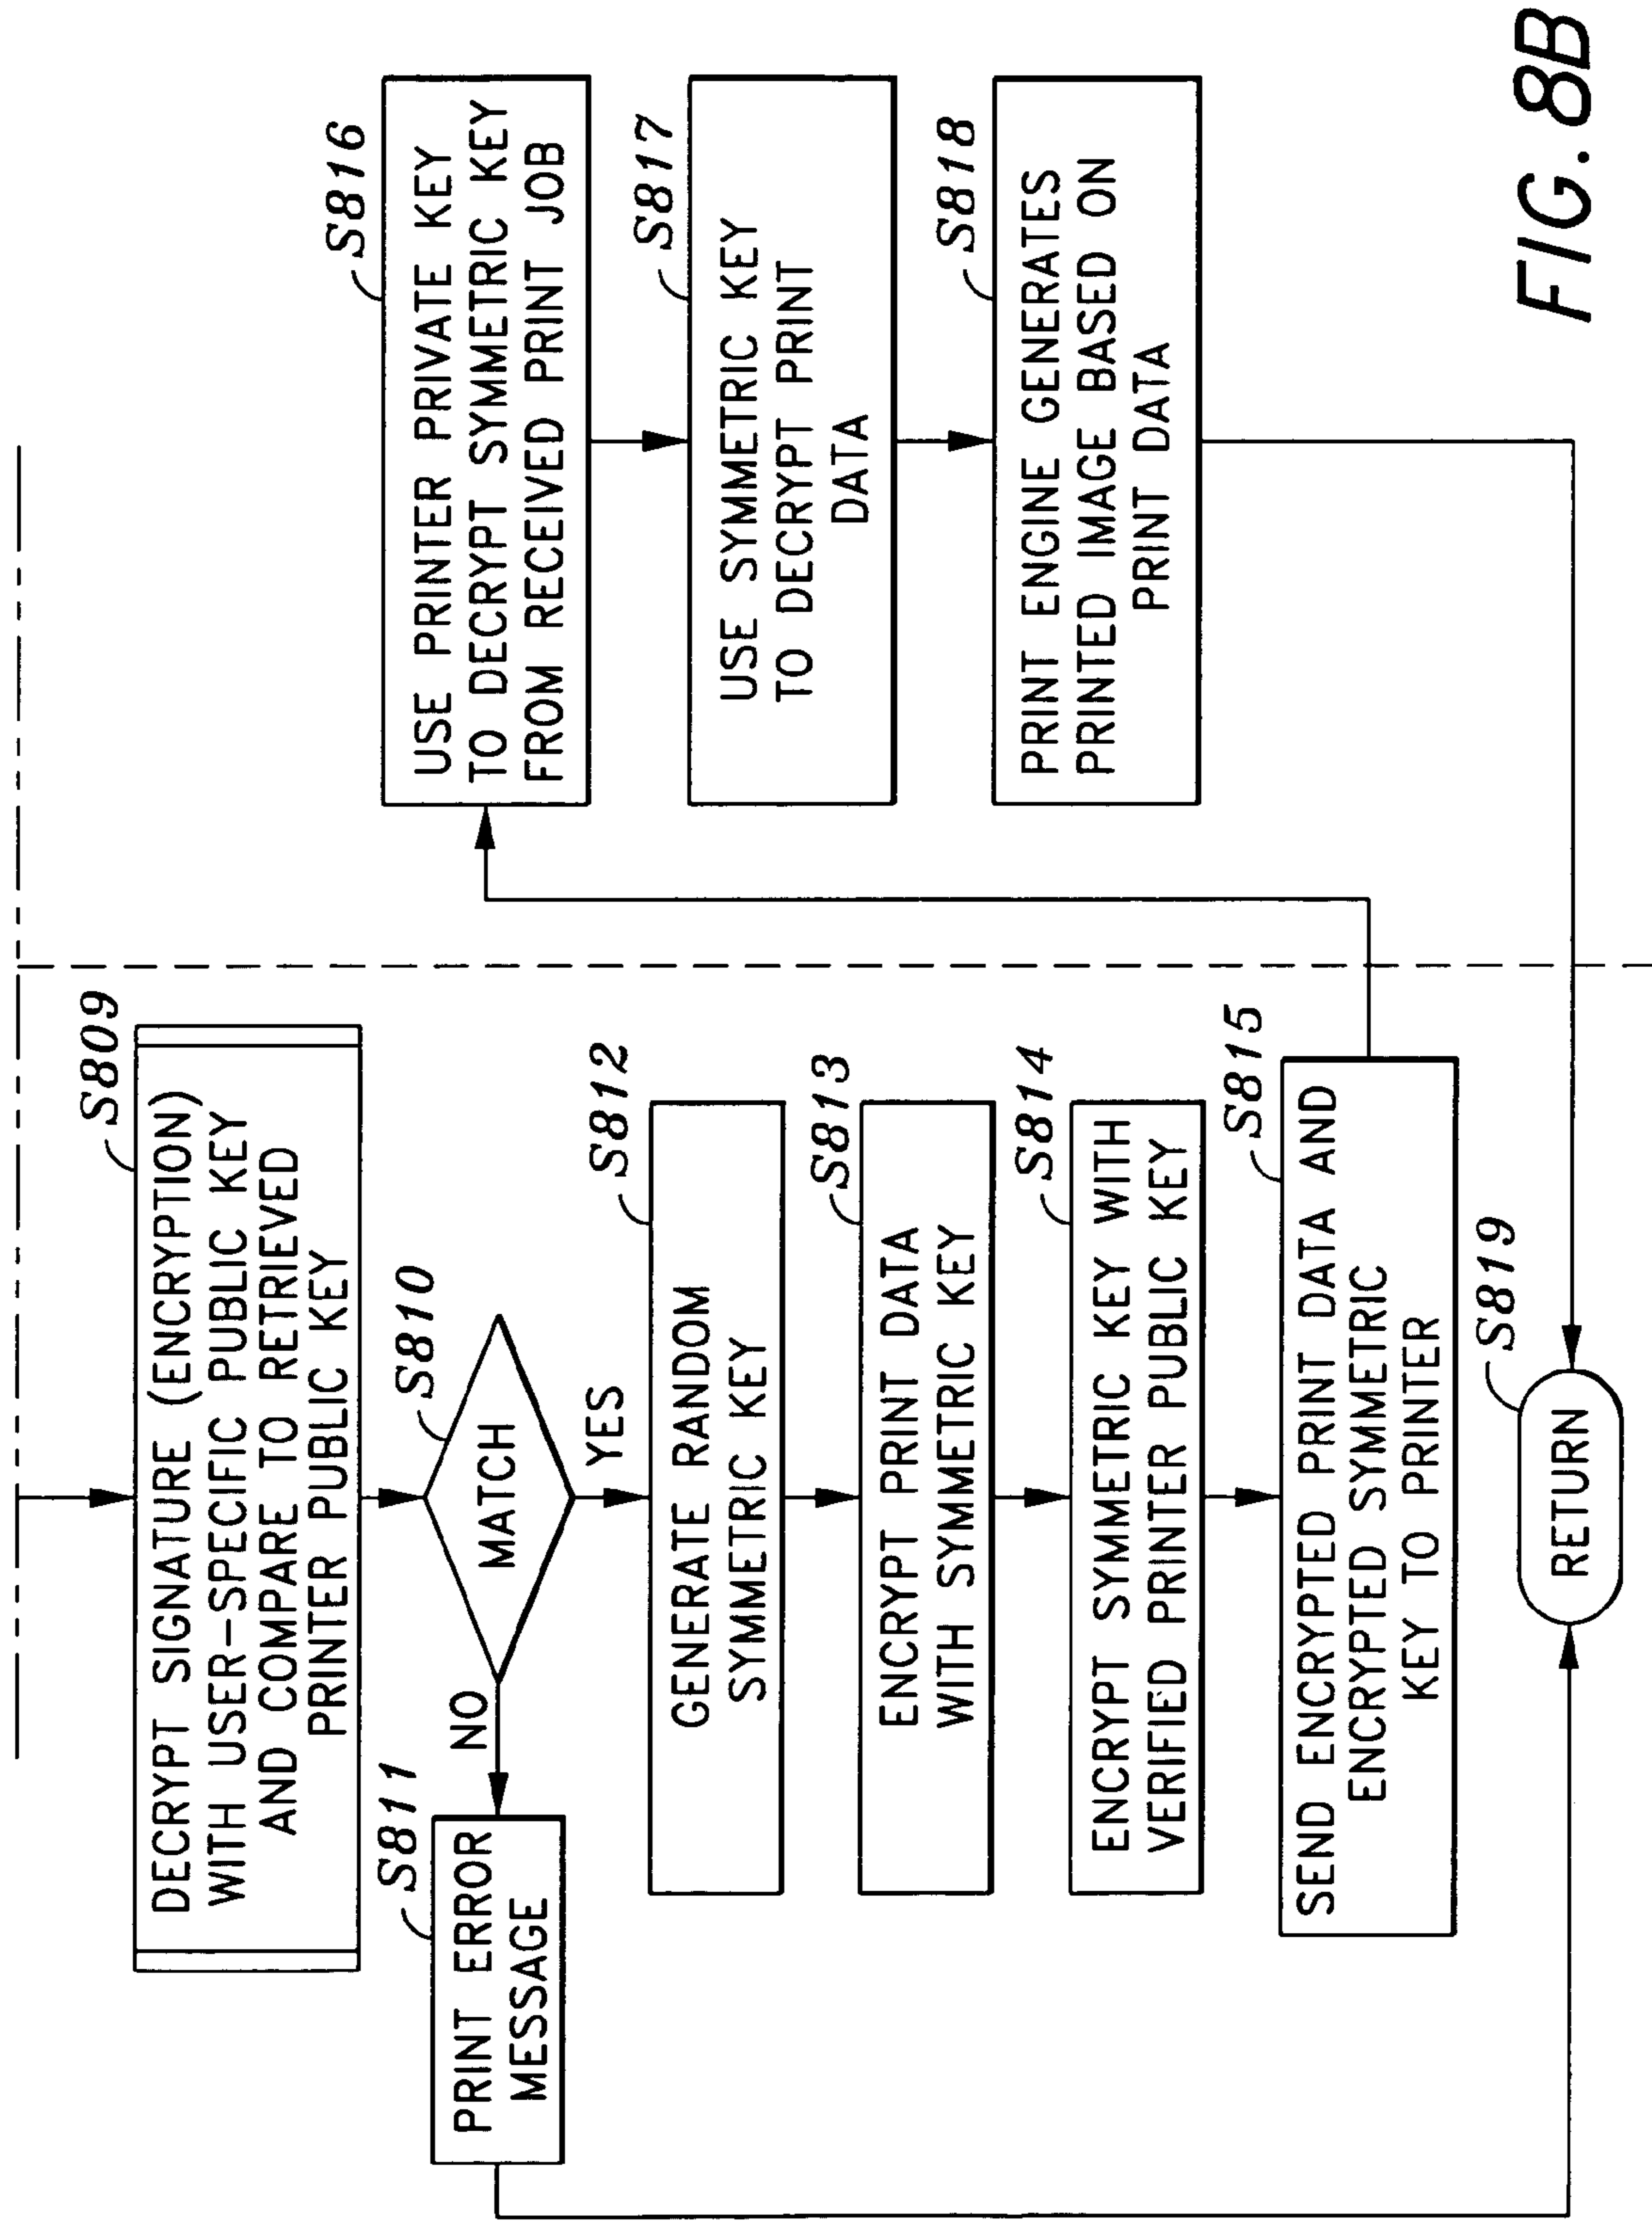 S809
DECRYPT SIGNATURE (ENCRYPTION)
WITH USER-SPECIFIC PUBLIC KEY
AND COMPARE TO RETRIEVED
PRINTER PUBLIC KEY
S810
MATCH
NO
YES
S811
PRINT ERROR
MESSAGE
S812
GENERATE RANDOM
SYMMETRIC KEY
S813
ENCRYPT PRINT DATA
WITH SYMMETRIC KEY
S814
ENCRYPT SYMMETRIC KEY WITH
VERIFIED PRINTER PUBLIC KEY
S815
SEND ENCRYPTED PRINT DATA AND
ENCRYPTED SYMMETRIC
KEY TO PRINTER
S816
USE PRINTER PRIVATE KEY
TO DECRYPT SYMMETRIC KEY
FROM RECEIVED PRINT JOB
S817
USE SYMMETRIC KEY
TO DECRYPT PRINT
DATA
S818
PRINT ENGINE GENERATES
PRINTED IMAGE BASED ON
PRINT DATA
S819
RETURN
FIG. 8B